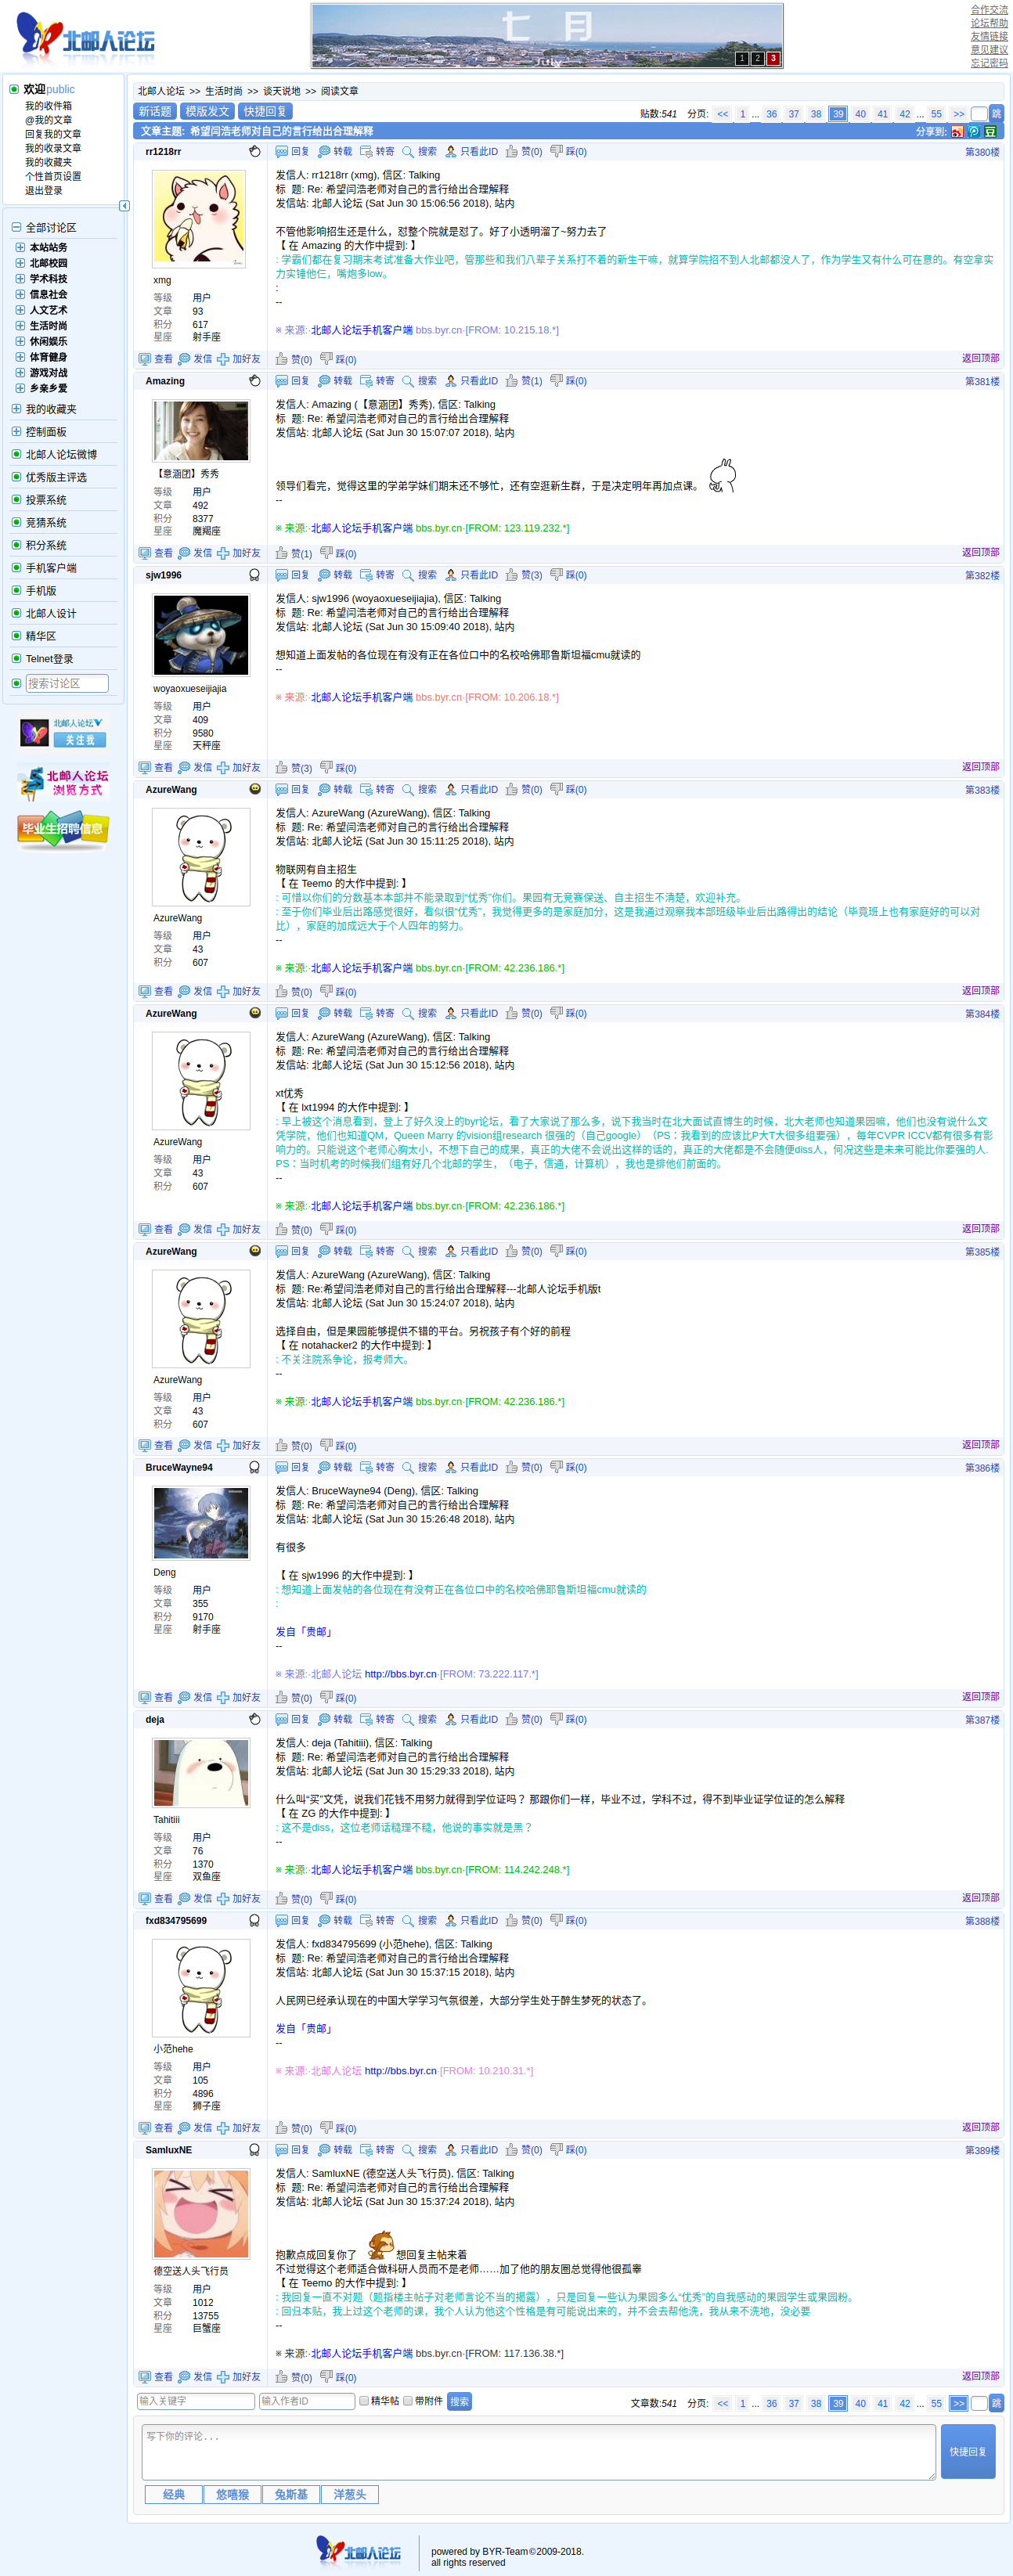 北邮人论坛
七月
July
1 2 3
合作交流
论坛帮助
友情链接
意见建议
忘记密码
欢迎public
我的收件箱
@我的文章
回复我的文章
我的收录文章
我的收藏夹
个性首页设置
退出登录
全部讨论区
本站站务
北邮校园
学术科技
信息社会
人文艺术
生活时尚
休闲娱乐
体育健身
游戏对战
乡亲乡爱
我的收藏夹
控制面板
北邮人论坛微博
优秀版主评选
投票系统
竞猜系统
积分系统
手机客户端
手机版
北邮人设计
精华区
Telnet登录
搜索讨论区
北邮人论坛
关注我
北邮人论坛
浏览方式
毕业生招聘信息
北邮人论坛 >> 生活时尚 >> 谈天说地 >> 阅读文章
新话题 模版发文 快捷回复
贴数:541 分页: << 1 ... 36 37 38 39 40 41 42 ... 55 >> 跳
文章主题: 希望闫浩老师对自己的言行给出合理解释
分享到:
rr1218rr
回复 转载 转寄 搜索 只看此ID 赞(0) 踩(0) 第380楼
xmg
等级 用户
文章 93
积分 617
星座 射手座
发信人: rr1218rr (xmg), 信区: Talking
标 题: Re: 希望闫浩老师对自己的言行给出合理解释
发信站: 北邮人论坛 (Sat Jun 30 15:06:56 2018), 站内
不管他影响招生还是什么，怼整个院就是怼了。好了小透明溜了~努力去了
【 在 Amazing 的大作中提到: 】
: 学霸们都在复习期末考试准备大作业吧，管那些和我们八辈子关系打不着的新生干嘛，就算学院招不到人北邮都没人了，作为学生又有什么可在意的。有空拿实
力实锤他仨，嘴炮多low。
:
--
※ 来源:·北邮人论坛手机客户端 bbs.byr.cn·[FROM: 10.215.18.*]
查看 发信 加好友 赞(0) 踩(0) 返回顶部
Amazing
回复 转载 转寄 搜索 只看此ID 赞(1) 踩(0) 第381楼
【意涵团】秀秀
等级 用户
文章 492
积分 8377
星座 魔羯座
发信人: Amazing (【意涵团】秀秀), 信区: Talking
标 题: Re: 希望闫浩老师对自己的言行给出合理解释
发信站: 北邮人论坛 (Sat Jun 30 15:07:07 2018), 站内
领导们看完，觉得这里的学弟学妹们期末还不够忙，还有空逛新生群，于是决定明年再加点课。
--
※ 来源:·北邮人论坛手机客户端 bbs.byr.cn·[FROM: 123.119.232.*]
查看 发信 加好友 赞(1) 踩(0) 返回顶部
sjw1996
回复 转载 转寄 搜索 只看此ID 赞(3) 踩(0) 第382楼
woyaoxueseijiajia
等级 用户
文章 409
积分 9580
星座 天秤座
发信人: sjw1996 (woyaoxueseijiajia), 信区: Talking
标 题: Re: 希望闫浩老师对自己的言行给出合理解释
发信站: 北邮人论坛 (Sat Jun 30 15:09:40 2018), 站内
想知道上面发帖的各位现在有没有正在各位口中的名校哈佛耶鲁斯坦福cmu就读的
--
※ 来源:·北邮人论坛手机客户端 bbs.byr.cn·[FROM: 10.206.18.*]
查看 发信 加好友 赞(3) 踩(0) 返回顶部
AzureWang
回复 转载 转寄 搜索 只看此ID 赞(0) 踩(0) 第383楼
AzureWang
等级 用户
文章 43
积分 607
发信人: AzureWang (AzureWang), 信区: Talking
标 题: Re: 希望闫浩老师对自己的言行给出合理解释
发信站: 北邮人论坛 (Sat Jun 30 15:11:25 2018), 站内
物联网有自主招生
【 在 Teemo 的大作中提到: 】
: 可惜以你们的分数基本本部并不能录取到“优秀”你们。果园有无竞赛保送、自主招生不清楚，欢迎补充。
: 至于你们毕业后出路感觉很好，看似很“优秀”，我觉得更多的是家庭加分，这是我通过观察我本部班级毕业后出路得出的结论（毕竟班上也有家庭好的可以对
比），家庭的加成远大于个人四年的努力。
--
※ 来源:·北邮人论坛手机客户端 bbs.byr.cn·[FROM: 42.236.186.*]
查看 发信 加好友 赞(0) 踩(0) 返回顶部
AzureWang
回复 转载 转寄 搜索 只看此ID 赞(0) 踩(0) 第384楼
AzureWang
等级 用户
文章 43
积分 607
发信人: AzureWang (AzureWang), 信区: Talking
标 题: Re: 希望闫浩老师对自己的言行给出合理解释
发信站: 北邮人论坛 (Sat Jun 30 15:12:56 2018), 站内
xt优秀
【 在 lxt1994 的大作中提到: 】
: 早上被这个消息看到，登上了好久没上的byr论坛，看了大家说了那么多，说下我当时在北大面试直博生的时候，北大老师也知道果园嘛，他们也没有说什么文
凭学院，他们也知道QM，Queen Marry 的vision组research 很强的（自己google）（PS：我看到的应该比P大T大很多组要强），每年CVPR ICCV都有很多有影
响力的。只能说这个老师心胸太小，不想下自己的成果，真正的大佬不会说出这样的话的，真正的大佬都是不会随便diss人，何况这些是未来可能比你要强的人.
PS：当时机考的时候我们组有好几个北邮的学生，（电子，信通，计算机），我也是排他们前面的。
--
※ 来源:·北邮人论坛手机客户端 bbs.byr.cn·[FROM: 42.236.186.*]
查看 发信 加好友 赞(0) 踩(0) 返回顶部
AzureWang
回复 转载 转寄 搜索 只看此ID 赞(0) 踩(0) 第385楼
AzureWang
等级 用户
文章 43
积分 607
发信人: AzureWang (AzureWang), 信区: Talking
标 题: Re:希望闫浩老师对自己的言行给出合理解释---北邮人论坛手机版t
发信站: 北邮人论坛 (Sat Jun 30 15:24:07 2018), 站内
选择自由，但是果园能够提供不错的平台。另祝孩子有个好的前程
【 在 notahacker2 的大作中提到: 】
: 不关注院系争论，报考师大。
--
※ 来源:·北邮人论坛手机客户端 bbs.byr.cn·[FROM: 42.236.186.*]
查看 发信 加好友 赞(0) 踩(0) 返回顶部
BruceWayne94
回复 转载 转寄 搜索 只看此ID 赞(0) 踩(0) 第386楼
Deng
等级 用户
文章 355
积分 9170
星座 射手座
发信人: BruceWayne94 (Deng), 信区: Talking
标 题: Re: 希望闫浩老师对自己的言行给出合理解释
发信站: 北邮人论坛 (Sat Jun 30 15:26:48 2018), 站内
有很多
【 在 sjw1996 的大作中提到: 】
: 想知道上面发帖的各位现在有没有正在各位口中的名校哈佛耶鲁斯坦福cmu就读的
:
发自「贵邮」
--
※ 来源:·北邮人论坛 http://bbs.byr.cn·[FROM: 73.222.117.*]
查看 发信 加好友 赞(0) 踩(0) 返回顶部
deja
回复 转载 转寄 搜索 只看此ID 赞(0) 踩(0) 第387楼
Tahitiii
等级 用户
文章 76
积分 1370
星座 双鱼座
发信人: deja (Tahitiii), 信区: Talking
标 题: Re: 希望闫浩老师对自己的言行给出合理解释
发信站: 北邮人论坛 (Sat Jun 30 15:29:33 2018), 站内
什么叫“买”文凭，说我们花钱不用努力就得到学位证吗？ 那跟你们一样，毕业不过，学科不过，得不到毕业证学位证的怎么解释
【 在 ZG 的大作中提到: 】
: 这不是diss，这位老师话糙理不糙，他说的事实就是黑？
--
※ 来源:·北邮人论坛手机客户端 bbs.byr.cn·[FROM: 114.242.248.*]
查看 发信 加好友 赞(0) 踩(0) 返回顶部
fxd834795699
回复 转载 转寄 搜索 只看此ID 赞(0) 踩(0) 第388楼
小范hehe
等级 用户
文章 105
积分 4896
星座 狮子座
发信人: fxd834795699 (小范hehe), 信区: Talking
标 题: Re: 希望闫浩老师对自己的言行给出合理解释
发信站: 北邮人论坛 (Sat Jun 30 15:37:15 2018), 站内
人民网已经承认现在的中国大学学习气氛很差，大部分学生处于醉生梦死的状态了。
发自「贵邮」
--
※ 来源:·北邮人论坛 http://bbs.byr.cn·[FROM: 10.210.31.*]
查看 发信 加好友 赞(0) 踩(0) 返回顶部
SamluxNE
回复 转载 转寄 搜索 只看此ID 赞(0) 踩(0) 第389楼
德空送人头飞行员
等级 用户
文章 1012
积分 13755
星座 巨蟹座
发信人: SamluxNE (德空送人头飞行员), 信区: Talking
标 题: Re: 希望闫浩老师对自己的言行给出合理解释
发信站: 北邮人论坛 (Sat Jun 30 15:37:24 2018), 站内
抱歉点成回复你了 想回复主帖来着
不过觉得这个老师适合做科研人员而不是老师……加了他的朋友圈总觉得他很孤寡
【 在 Teemo 的大作中提到: 】
: 我回复一直不对题（题指楼主帖子对老师言论不当的揭露），只是回复一些认为果园多么“优秀”的自我感动的果园学生或果园粉。
: 回归本贴，我上过这个老师的课，我个人认为他这个性格是有可能说出来的，并不会去帮他洗，我从来不洗地，没必要
--
※ 来源:·北邮人论坛手机客户端 bbs.byr.cn·[FROM: 117.136.38.*]
查看 发信 加好友 赞(0) 踩(0) 返回顶部
输入关键字 输入作者ID 精华帖 带附件 搜索
文章数:541 分页: << 1 ... 36 37 38 39 40 41 42 ... 55 >> 跳
写下你的评论...
快捷回复
经典 悠嘻猴 兔斯基 洋葱头
北邮人论坛
powered by BYR-Team©2009-2018.
all rights reserved